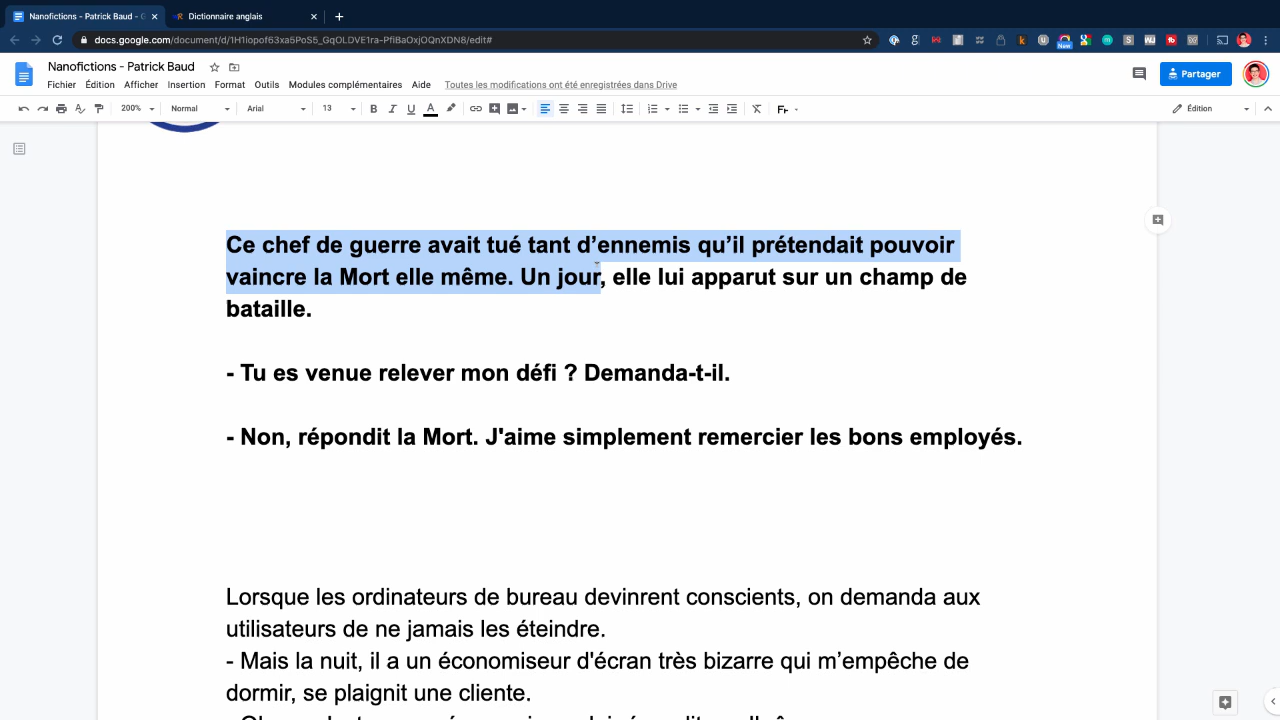 Nanofictions - Patrick Baud - G
Dictionnaire anglais
docs.google.com/document/d/1H1iopof63xa5PoS5_GqOLDVE1ra-PfiBaOxjOQnXDN8/edit#
Nanofictions - Patrick Baud
Fichier Édition Afficher Insertion Format Outils Modules complémentaires Aide Toutes les modifications ont été enregistrées dans Drive
Partager
200% Normal Arial 13 Édition
Ce chef de guerre avait tué tant d’ennemis qu’il prétendait pouvoir
vaincre la Mort elle même. Un jour, elle lui apparut sur un champ de
bataille.
- Tu es venue relever mon défi ? Demanda-t-il.
- Non, répondit la Mort. J'aime simplement remercier les bons employés.
Lorsque les ordinateurs de bureau devinrent conscients, on demanda aux
utilisateurs de ne jamais les éteindre.
- Mais la nuit, il a un économiseur d'écran très bizarre qui m’empêche de
dormir, se plaignit une cliente.